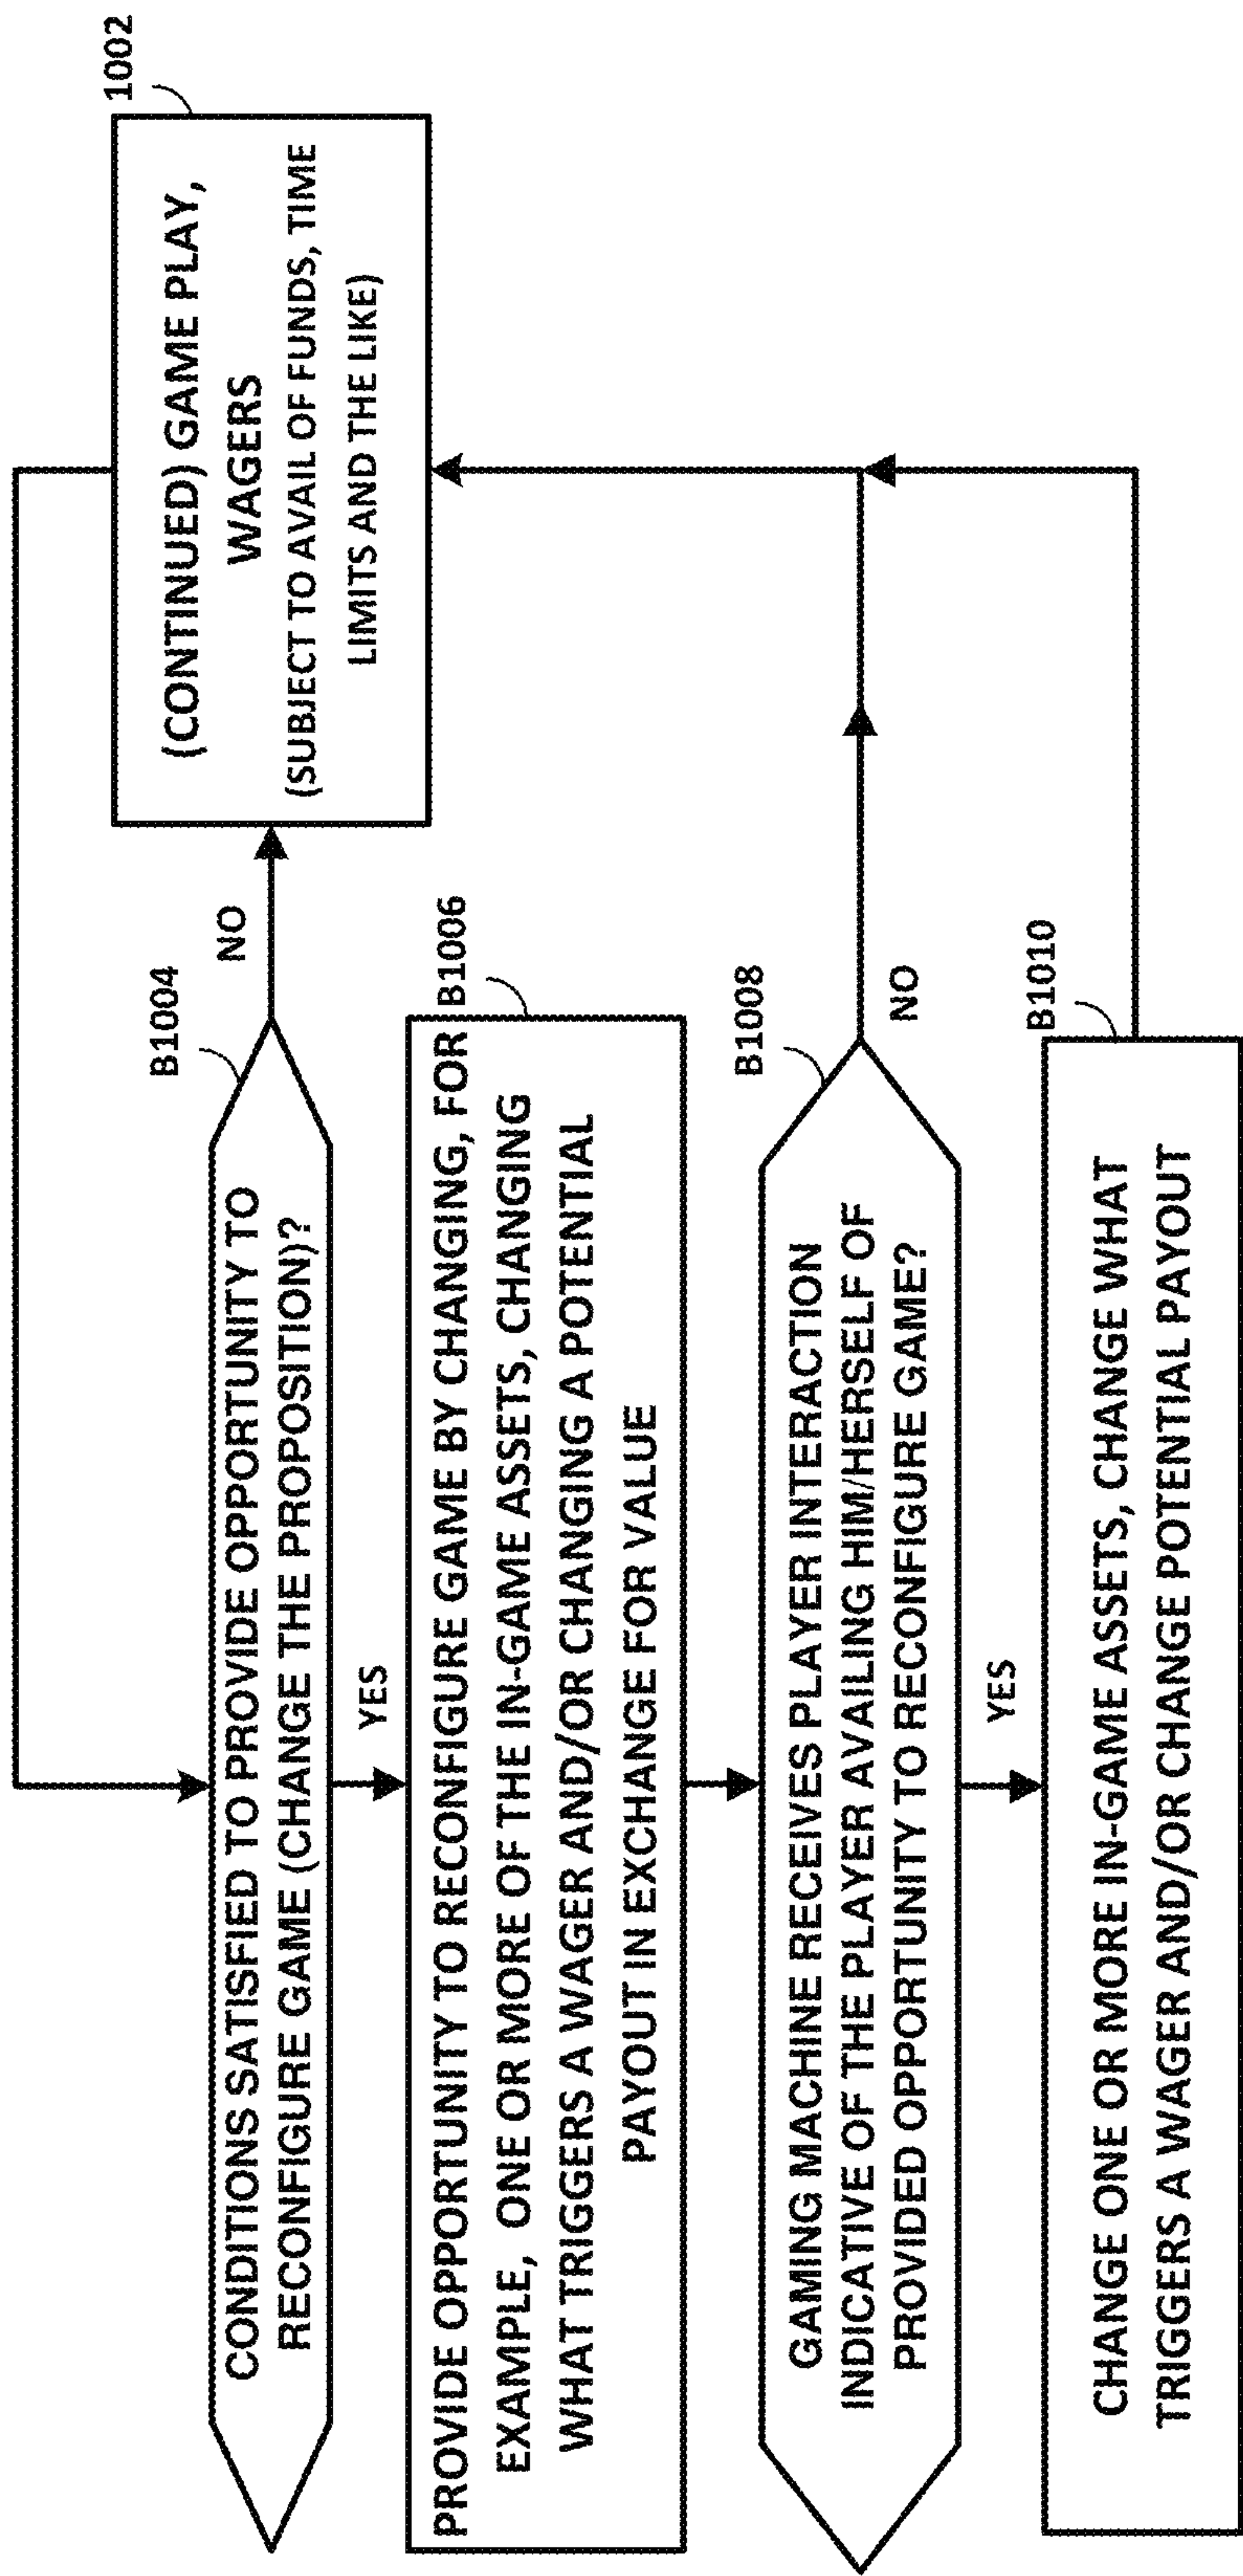 1002
(CONTINUED) GAME PLAY,
WAGERS
(SUBJECT TO AVAIL OF FUNDS, TIME
LIMITS AND THE LIKE)
B1004
CONDITIONS SATISFIED TO PROVIDE OPPORTUNITY TO
RECONFIGURE GAME (CHANGE THE PROPOSITION)?
NO
YES
B1006
PROVIDE OPPORTUNITY TO RECONFIGURE GAME BY CHANGING, FOR
EXAMPLE, ONE OR MORE OF THE IN-GAME ASSETS, CHANGING
WHAT TRIGGERS A WAGER AND/OR CHANGING A POTENTIAL
PAYOUT IN EXCHANGE FOR VALUE
B1008
GAMING MACHINE RECEIVES PLAYER INTERACTION
INDICATIVE OF THE PLAYER AVAILING HIM/HERSELF OF
PROVIDED OPPORTUNITY TO RECONFIGURE GAME?
NO
YES
B1010
CHANGE ONE OR MORE IN-GAME ASSETS, CHANGE WHAT
TRIGGERS A WAGER AND/OR CHANGE POTENTIAL PAYOUT